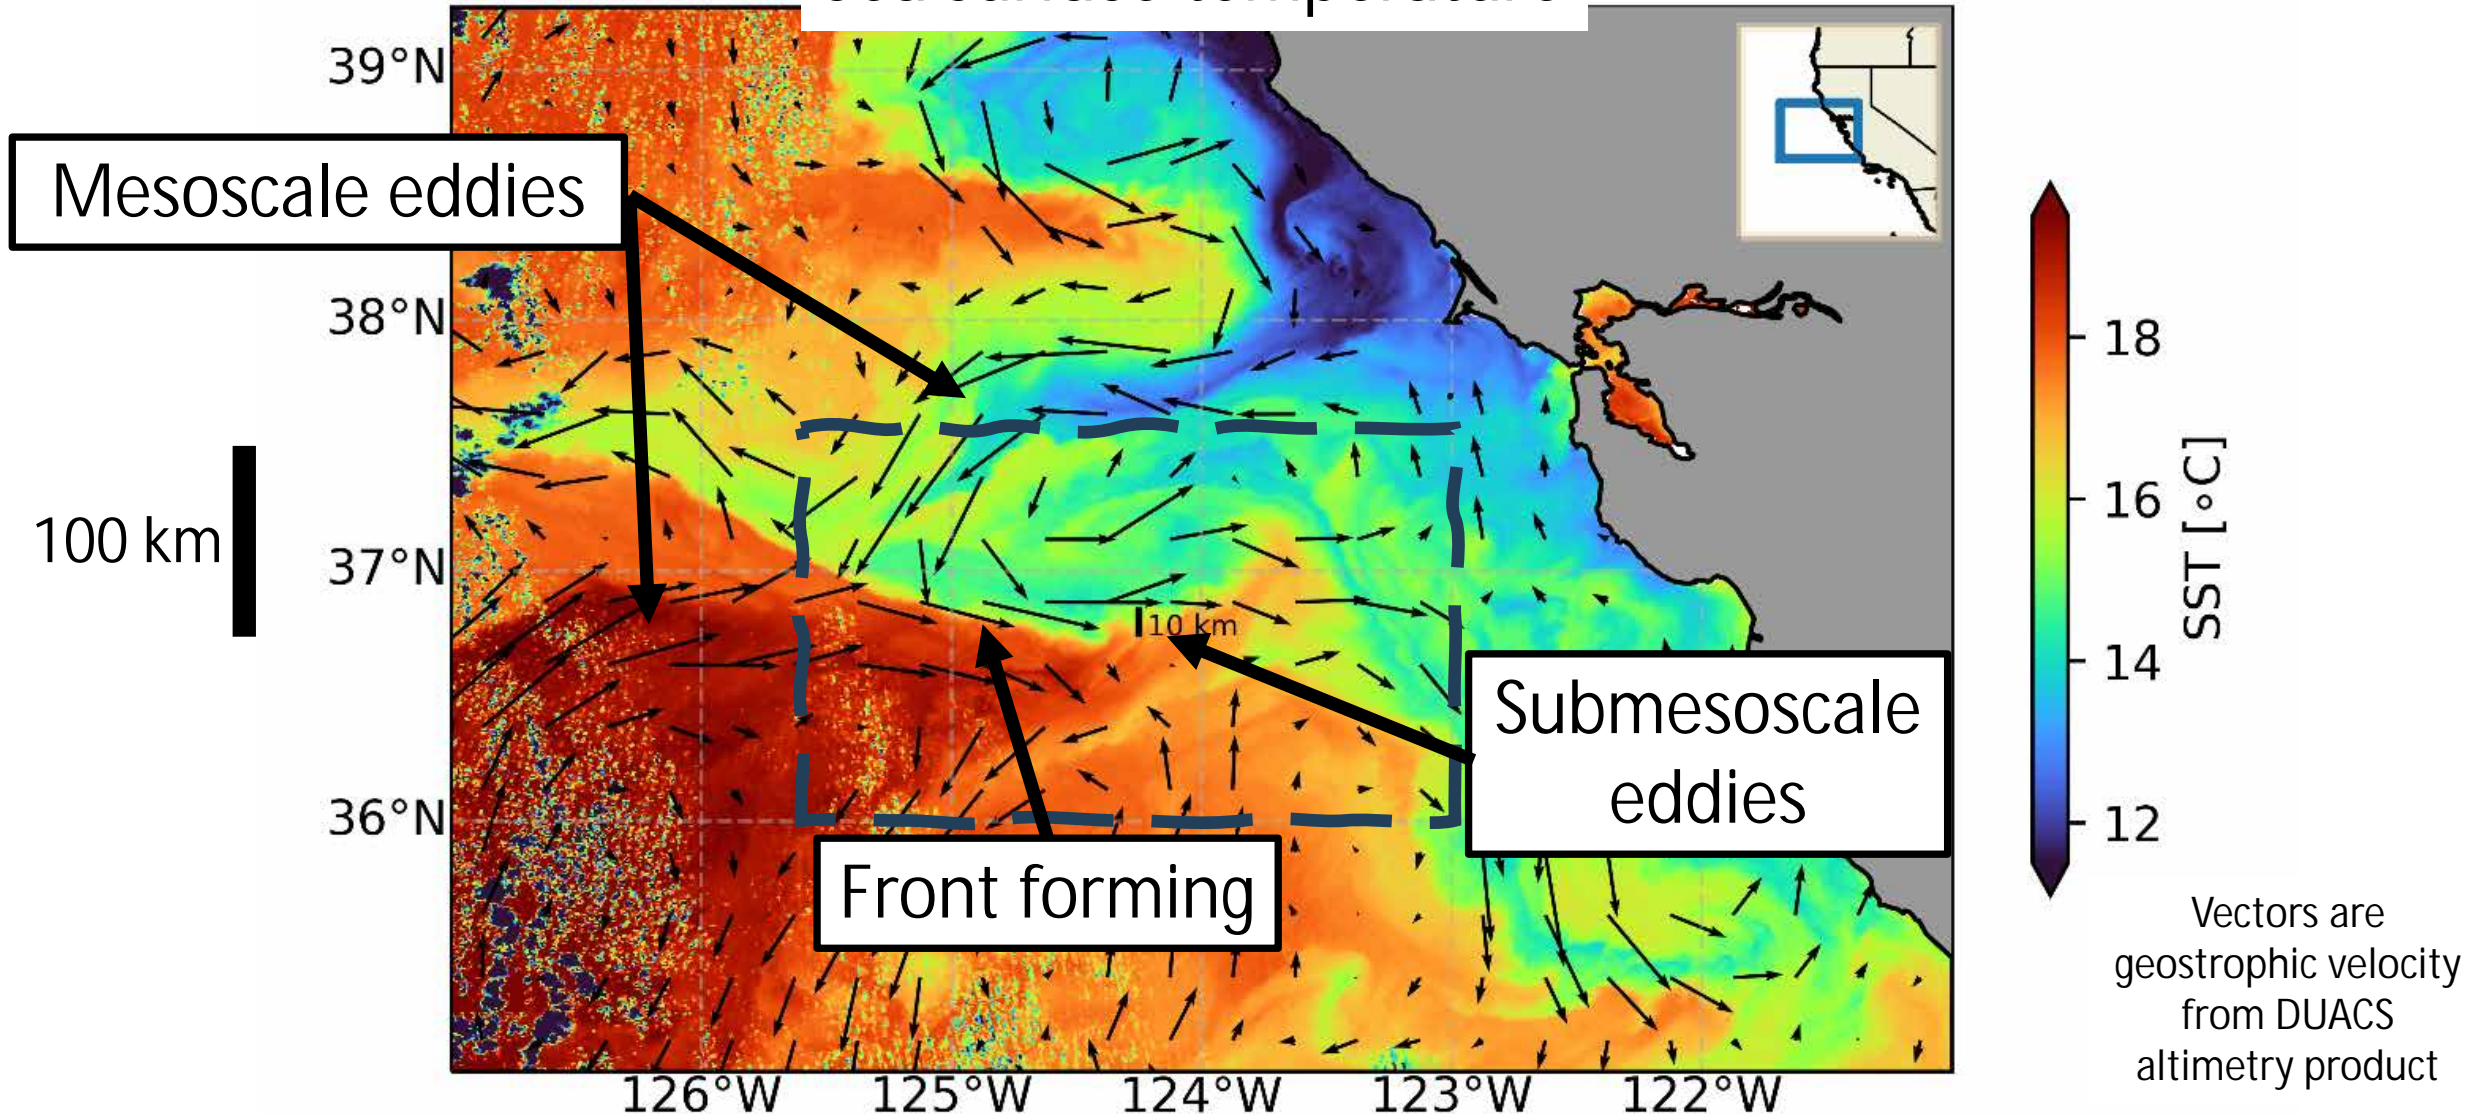 39°N
Mesoscale eddies
38°N
100 km
37°N
10 km
Submesoscale
eddies
36°N
Front forming
126°W 125°W 124°W 123°W 122°W
18
16
14
12
SST [∘C]
Vectors are
geostrophic velocity
from DUACS
altimetry product